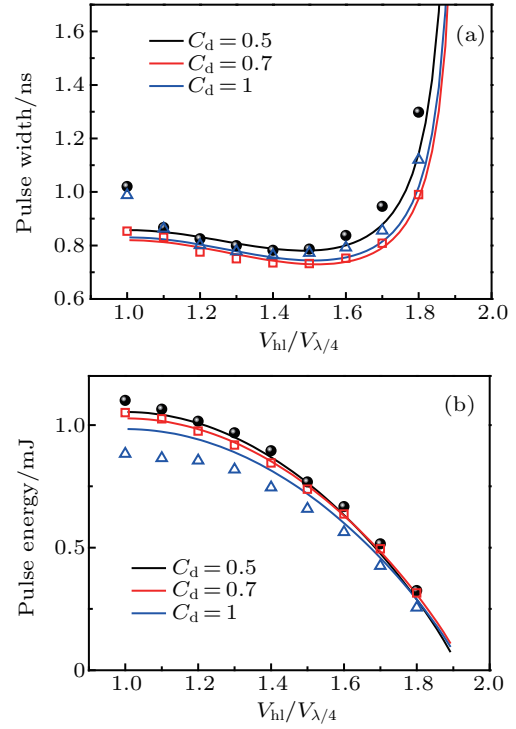 1.6
1.4
1.2
1.0
0.8
0.6
Pulse width/ns
(a)
C_d = 0.5
C_d = 0.7
C_d = 1
1.0 1.2 1.4 1.6 1.8 2.0
V_hl/V_λ/4
1.0
0.5
0
Pulse energy/mJ
(b)
C_d = 0.5
C_d = 0.7
C_d = 1
1.0 1.2 1.4 1.6 1.8 2.0
V_hl/V_λ/4